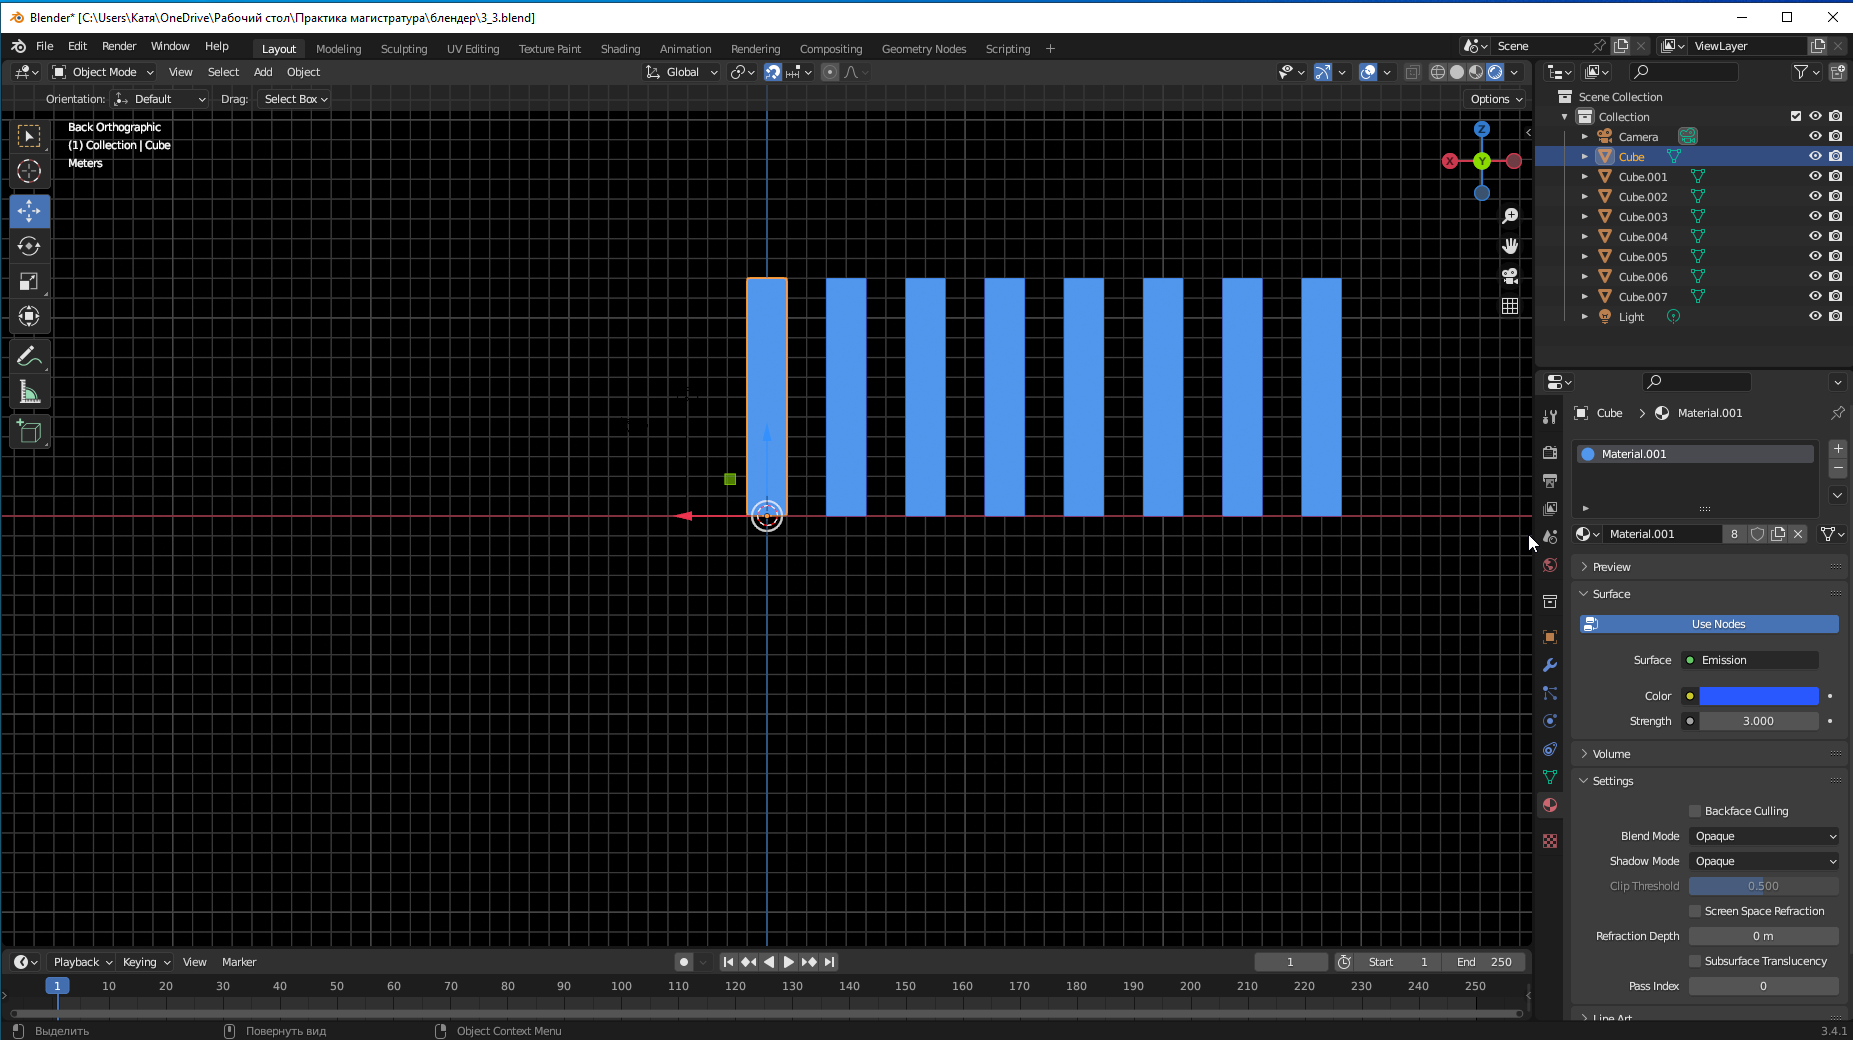 Blender* [C:\Users\Катя\OneDrive\Рабочий стол\Практика магистратура\блендер\3_3.blend]
File Edit Render Window Help Layout Modeling Sculpting UV Editing Texture Paint Shading Animation Rendering Compositing Geometry Nodes Scripting + Scene ViewLayer
Object Mode View Select Add Object Global
Orientation: Default Drag: Select Box Options
Back Orthographic
(1) Collection | Cube
Meters
Z
X Y
Scene Collection
Collection
Camera
Cube
Cube.001
Cube.002
Cube.003
Cube.004
Cube.005
Cube.006
Cube.007
Light
Cube > Material.001
Material.001
Material.001 8
Preview
Surface
Use Nodes
Surface Emission
Color
Strength 3.000
Volume
Settings
Backface Culling
Blend Mode Opaque
Shadow Mode Opaque
Clip Threshold 0.500
Screen Space Refraction
Refraction Depth 0 m
Subsurface Translucency
Pass Index 0
Line Art
Playback Keying View Marker 1 Start 1 End 250
1 10 20 30 40 50 60 70 80 90 100 110 120 130 140 150 160 170 180 190 200 210 220 230 240 250
Выделить Повернуть вид Object Context Menu 3.4.1